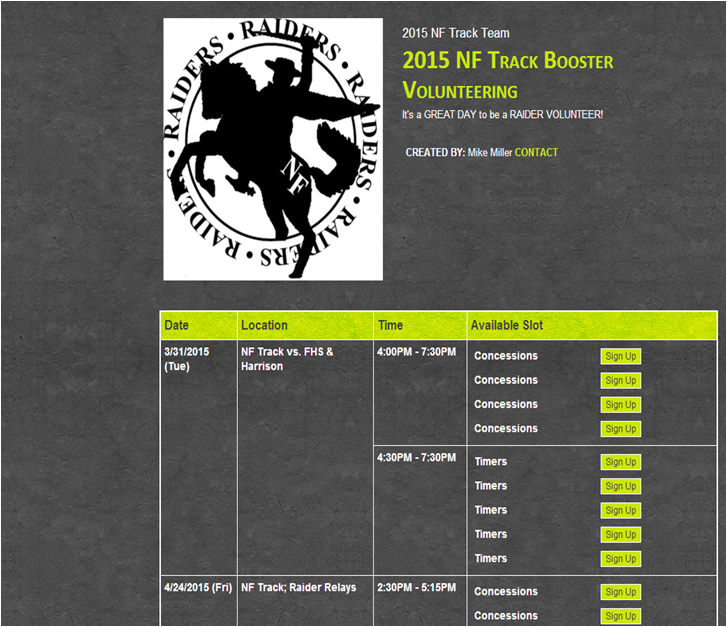 RAIDERS • RAIDERS • RAIDERS • RAIDERS • RAIDERS • RAIDERS •
NF
2015 NF Track Team
2015 NF Track Booster
Volunteering
It's a GREAT DAY to be a RAIDER VOLUNTEER!
CREATED BY: Mike Miller CONTACT
Date Location Time Available Slot
3/31/2015 NF Track vs. FHS & 4:00PM - 7:30PM Concessions Sign Up
(Tue) Harrison
Concessions Sign Up
Concessions Sign Up
Concessions Sign Up
4:30PM - 7:30PM Timers Sign Up
Timers Sign Up
Timers Sign Up
Timers Sign Up
Timers Sign Up
4/24/2015 (Fri) NF Track; Raider Relays 2:30PM - 5:15PM Concessions Sign Up
Concessions Sign Up